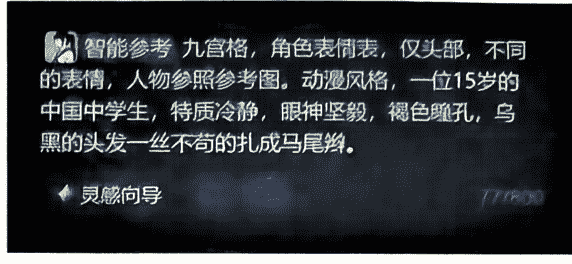 智能参考 九宫格，角色表情表，仅头部，不同
的表情，人物参照参考图。动漫风格，一位15岁的
中国中学生，特质冷静，眼神坚毅，褐色瞳孔，乌
黑的头发一丝不苟的扎成马尾辫。
灵感向导
77/800